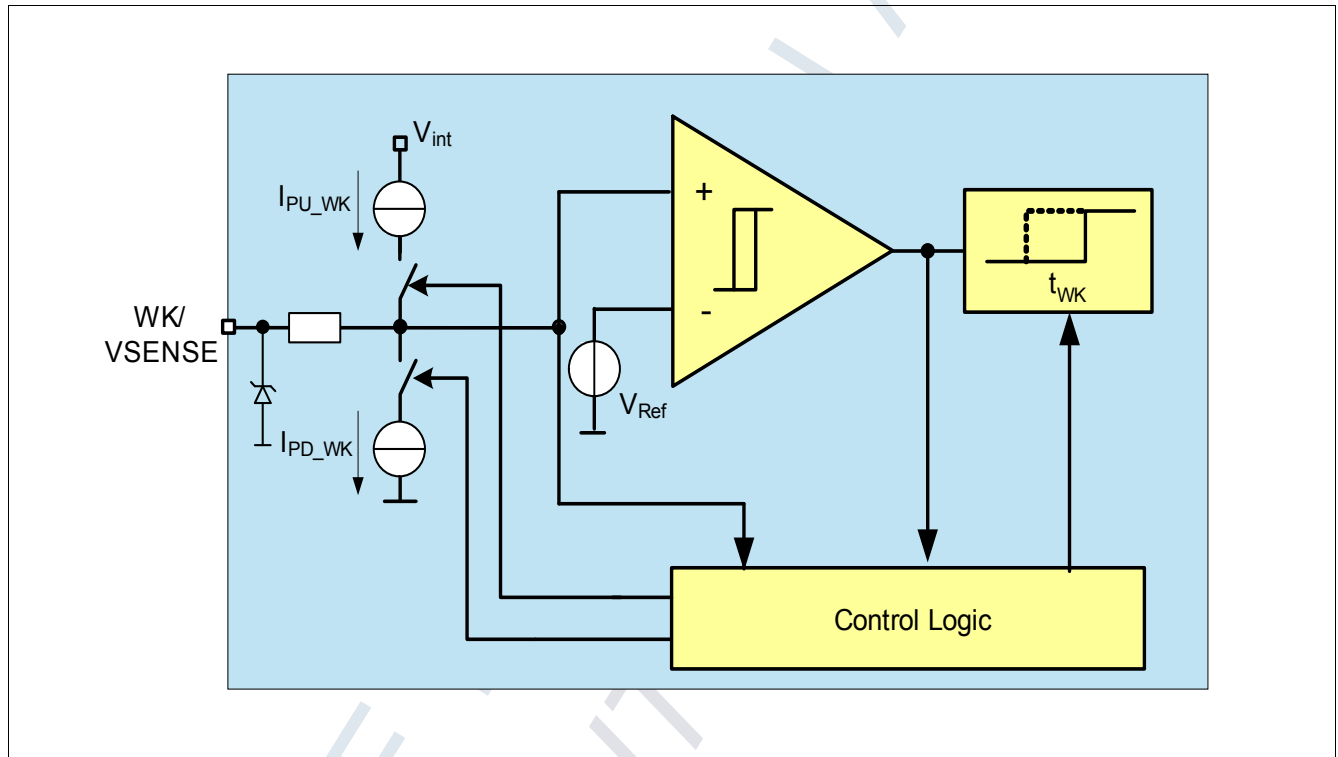 V_int
I_PU_WK
+
t_WK
WK/
VSENSE
-
V_Ref
I_PD_WK
Control Logic